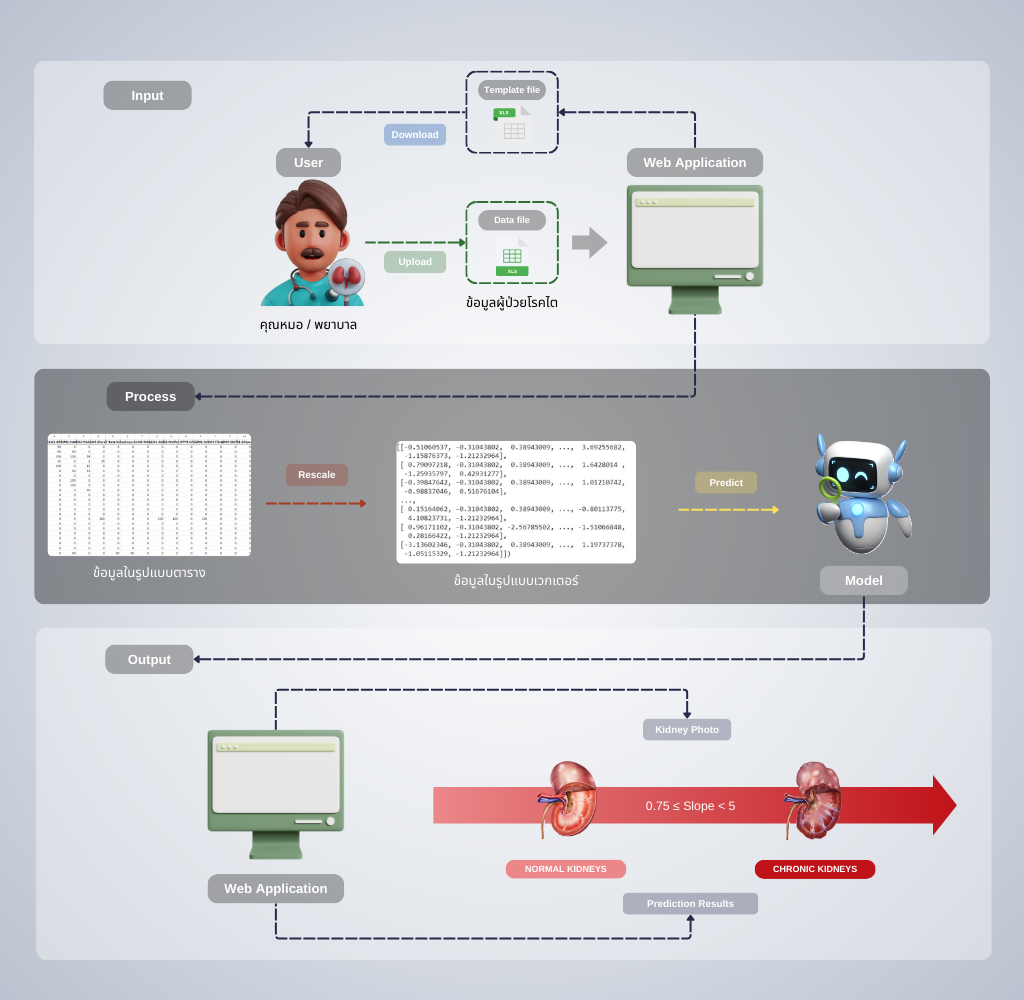 Input
Template file
XLS
Download
User
Web Application
Data file
Upload
XLS
ข้อมูลผู้ป่วยโรคไต
คุณหมอ / พยาบาล
Process
Rescale
[[-0.51060537, -0.31043802, 0.38943009, ..., 3.69255682,
-1.15876373, -1.21232964],
[ 0.79097218, -0.31043802, 0.38943009, ..., 1.6428014 ,
-1.25935797, 0.42931277],
[-0.39847642, -0.31043802, 0.38943009, ..., 1.01210742,
-0.98837046, 0.51676104],
...,
[ 0.15164062, -0.31043802, 0.38943009, ..., -0.80113775,
4.10823731, -1.21232964],
[ 0.96171102, -0.31043802, -2.56785502, ..., -1.51066848,
0.28166422, -1.21232964],
[-3.13602346, -0.31043802, 0.38943009, ..., 1.19737378,
-1.05115329, -1.21232964]])
Predict
ข้อมูลในรูปแบบตาราง
ข้อมูลในรูปแบบเวกเตอร์
Model
Output
Kidney Photo
0.75 ≤ Slope < 5
NORMAL KIDNEYS
CHRONIC KIDNEYS
Web Application
Prediction Results